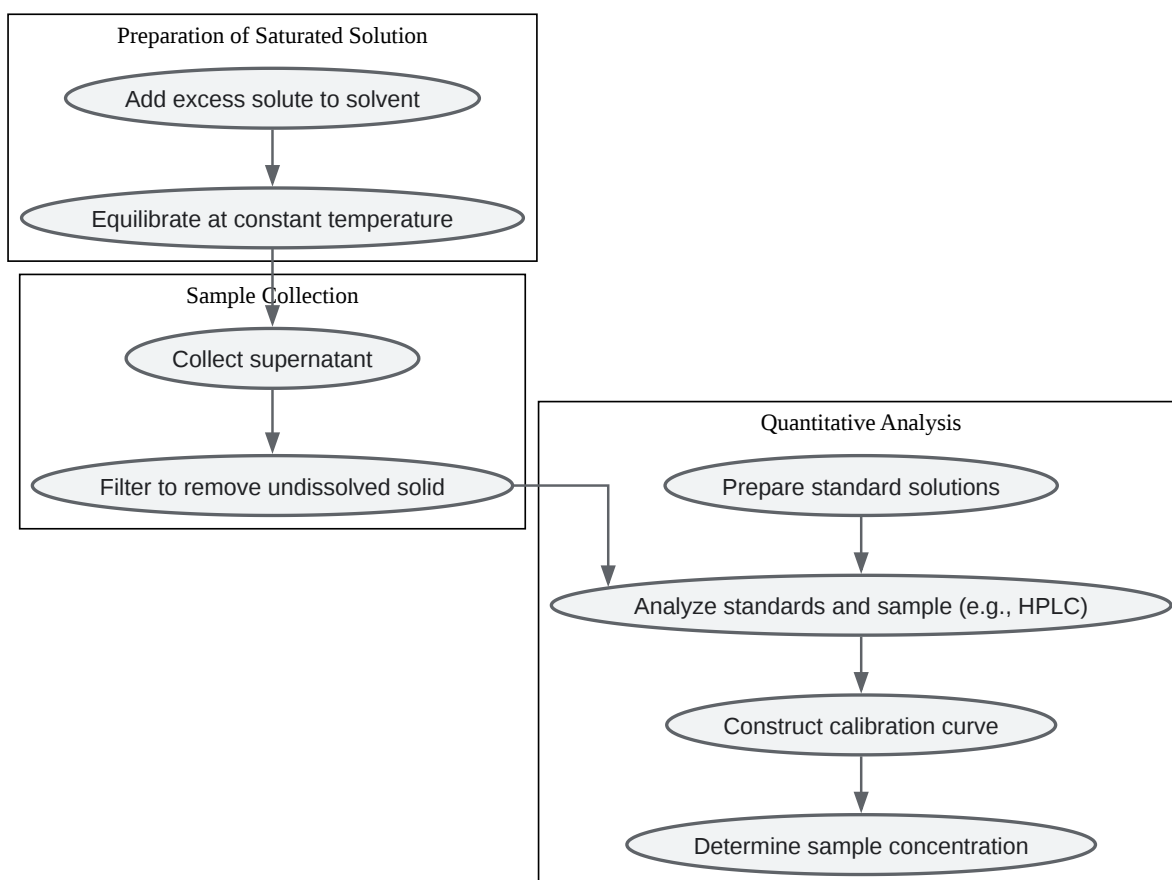 Preparation of Saturated Solution
Add excess solute to solvent
Equilibrate at constant temperature
Sample Collection
Collect supernatant
Filter to remove undissolved solid
Quantitative Analysis
Prepare standard solutions
Analyze standards and sample (e.g., HPLC)
Construct calibration curve
Determine sample concentration